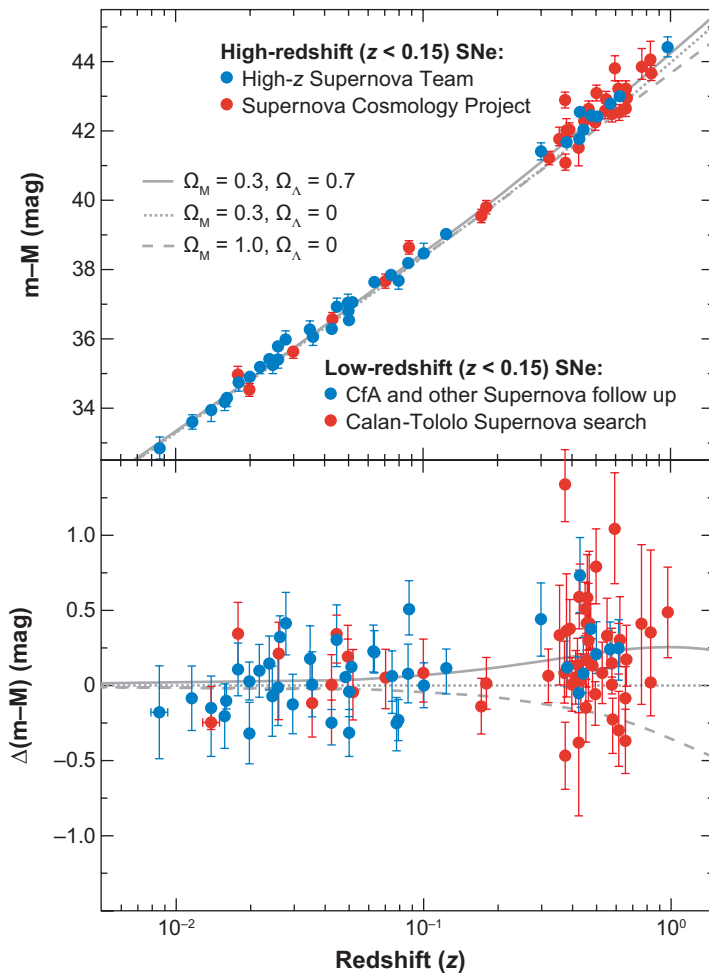 44
42
40
38
36
34
m–M (mag)
High-redshift (z < 0.15) SNe:
High-z Supernova Team
Supernova Cosmology Project
Ω_M = 0.3, Ω_Λ = 0.7
Ω_M = 0.3, Ω_Λ = 0
Ω_M = 1.0, Ω_Λ = 0
Low-redshift (z < 0.15) SNe:
CfA and other Supernova follow up
Calan-Tololo Supernova search
1.0
0.5
0
–0.5
–1.0
Δ(m–M) (mag)
10⁻² 10⁻¹ 10⁰
Redshift (z)